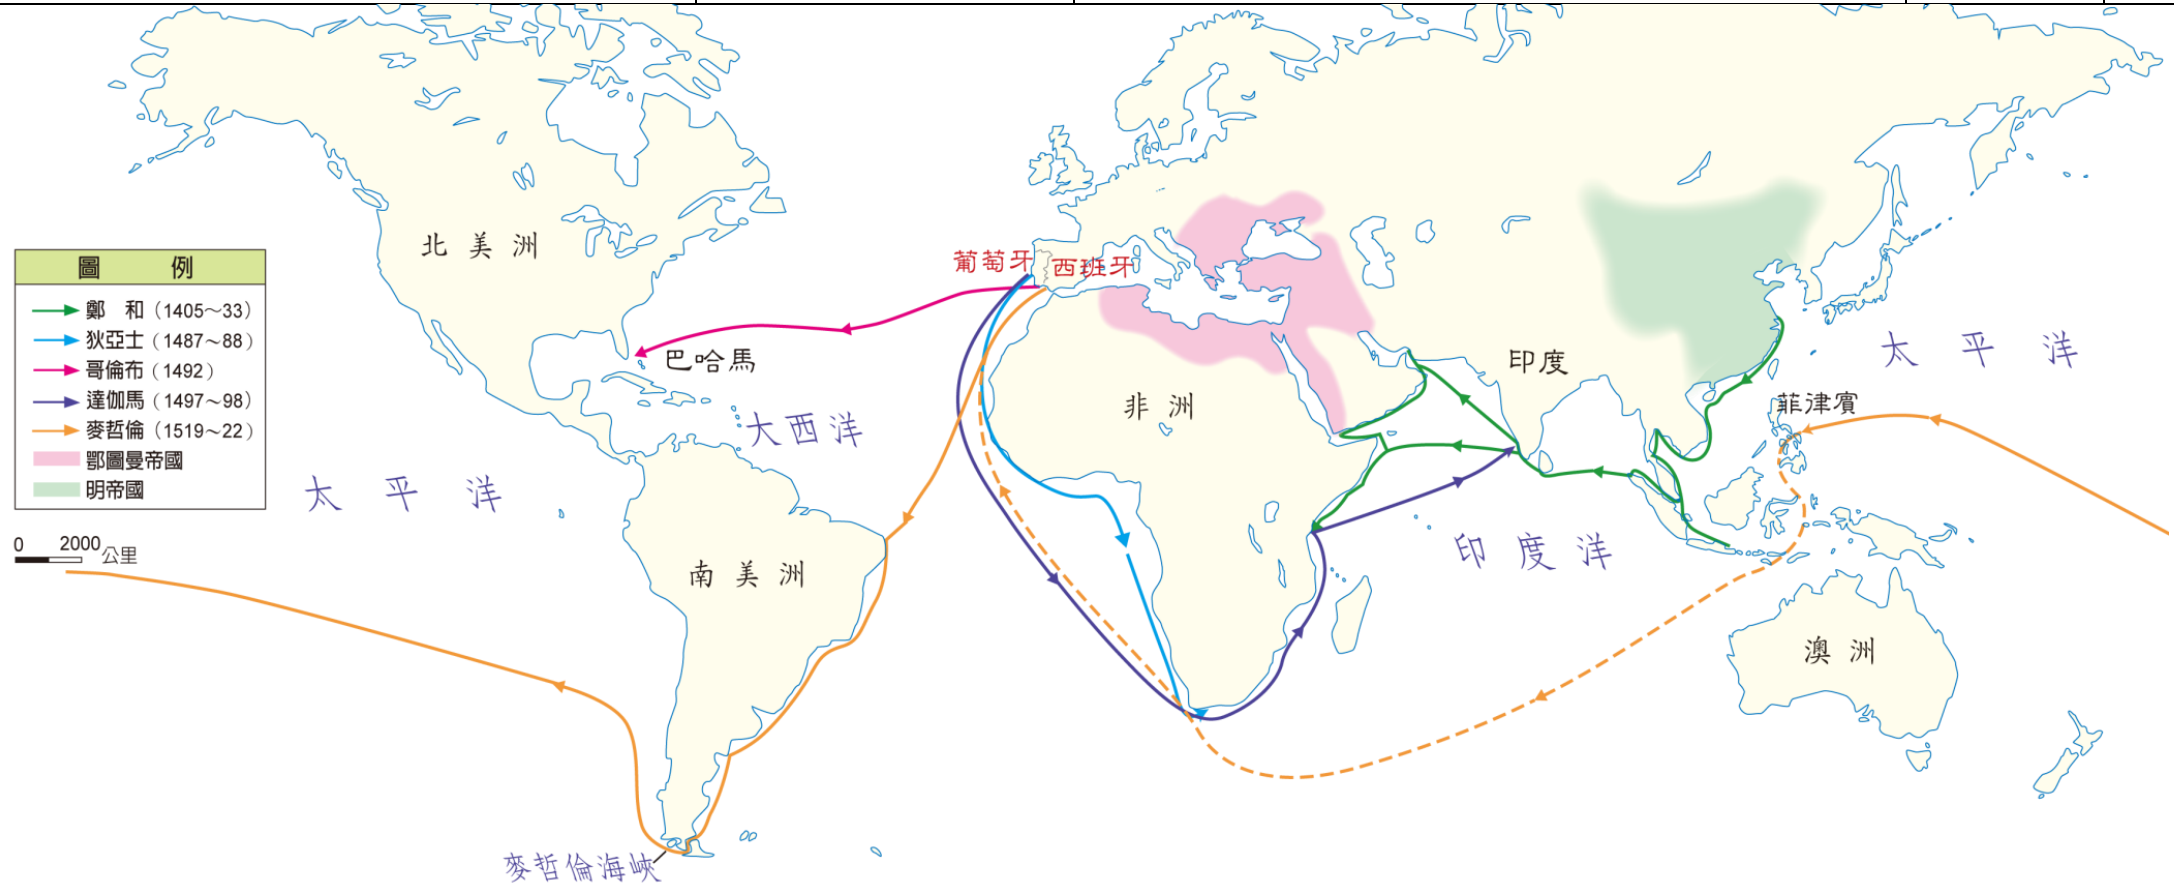 北美洲
葡萄牙
西班牙
圖 例
鄭 和（1405～33）
狄亞士（1487～88）
哥倫布（1492）
達伽馬（1497～98）
麥哲倫（1519～22）
鄂圖曼帝國
明帝國
巴哈馬
印度
太平洋
非洲
菲律賓
大西洋
太平洋
0 2000公里
印度洋
南美洲
澳洲
麥哲倫海峽